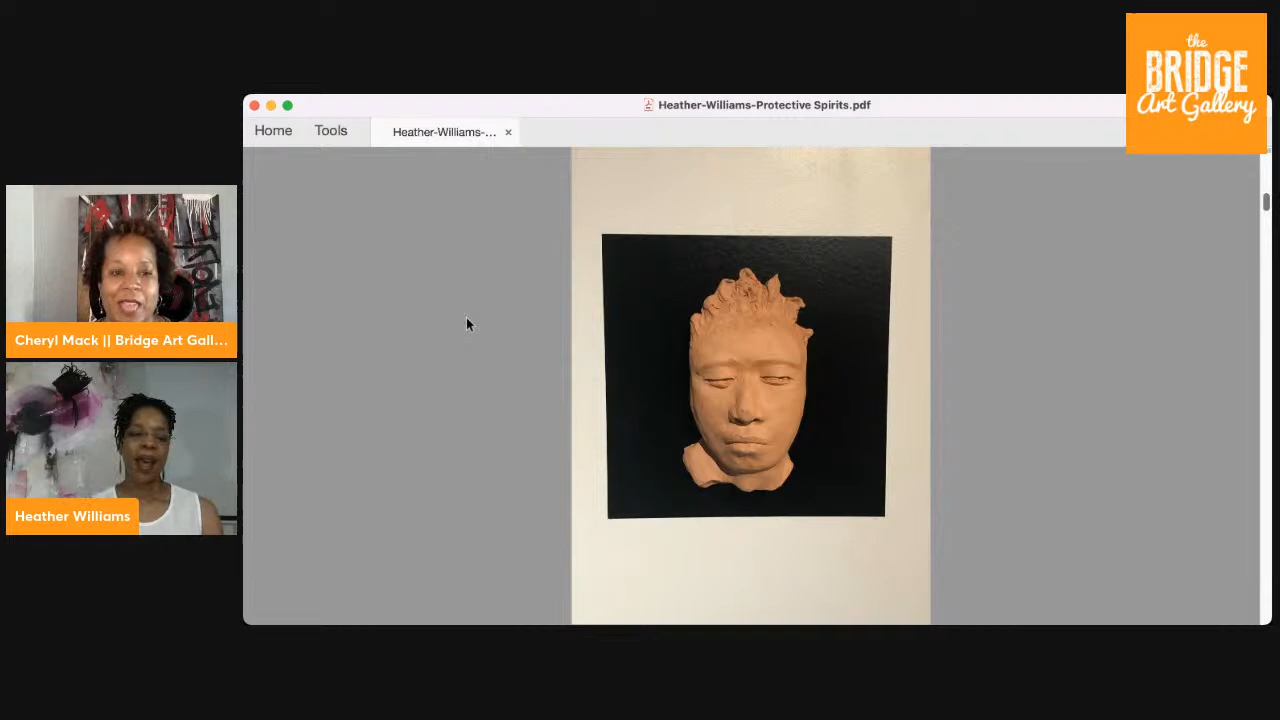 the
BRIDGE
Art Gallery
Heather-Williams-Protective Spirits.pdf
Home
Tools
Heather-Williams-...
×
Cheryl Mack || Bridge Art Gall...
Heather Williams